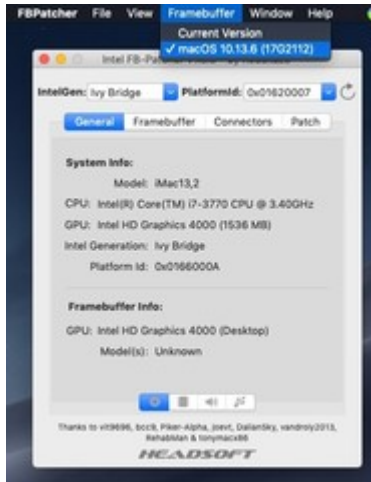 FBPatcher File View Framebuffer Window Help
Current Version
✓ macOS 10.13.6 (17G2112)
Intel FB-Patcher
IntelGen: Ivy Bridge PlatformId: 0x01620007
General Framebuffer Connectors Patch
System Info:
Model: iMac13,2
CPU: Intel(R) Core(TM) i7-3770 CPU @ 3.40GHz
GPU: Intel HD Graphics 4000 (1536 MB)
Intel Generation: Ivy Bridge
Platform Id: 0x0166000A
Framebuffer Info:
GPU: Intel HD Graphics 4000 (Desktop)
Model(s): Unknown
Thanks to vit9696, bcc9, Piker-Alpha, joevt, Daliansky, vandroiy2013,
RehabMan & tonymacx86
HEADSOFT